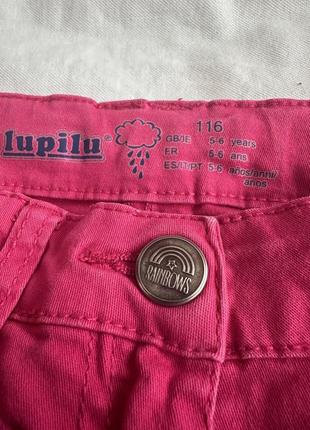 lupilu®
116
GB/IE 5-6 years
FR 5-6 ans
ES/IT/PT 5-6 años/anni/
anos
RAINBOWS